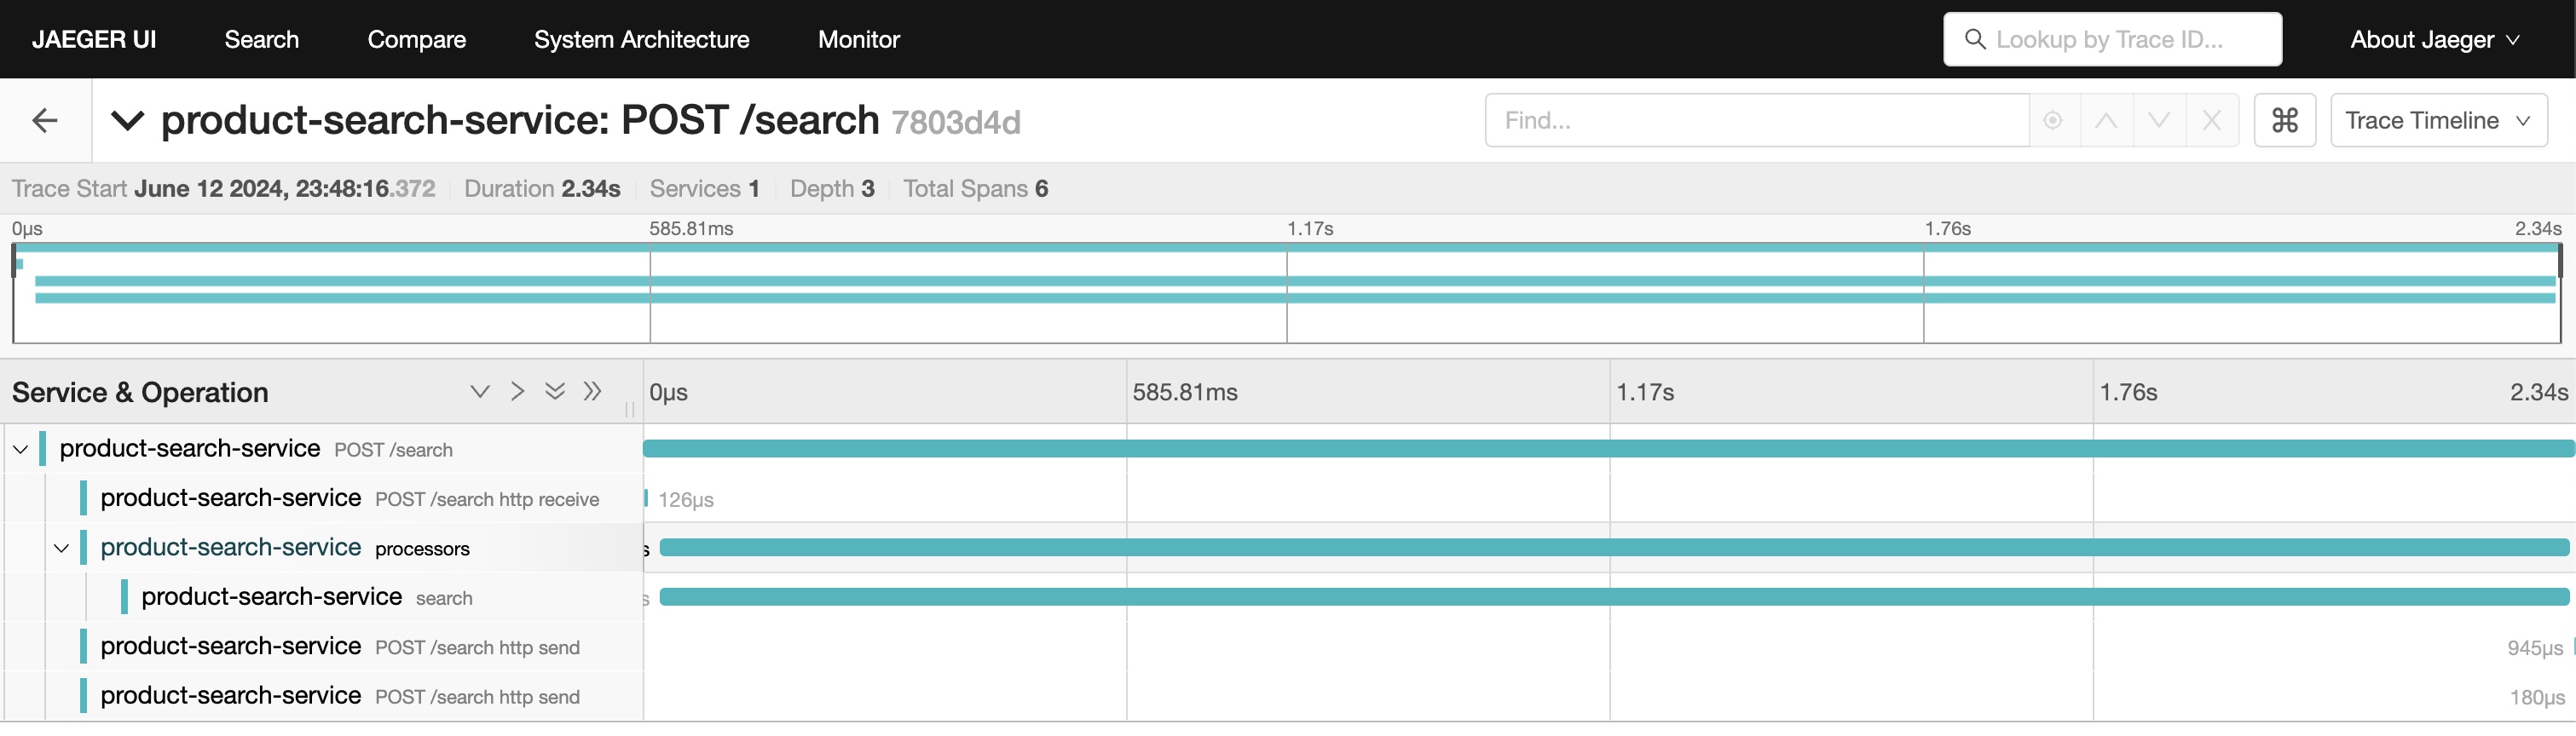 JAEGER UI Search Compare System Architecture Monitor Lookup by Trace ID... About Jaeger
product-search-service: POST /search 7803d4d Find... Trace Timeline
Trace Start June 12 2024, 23:48:16.372 Duration 2.34s Services 1 Depth 3 Total Spans 6
0μs 585.81ms 1.17s 1.76s 2.34s
Service & Operation 0μs 585.81ms 1.17s 1.76s 2.34s
product-search-service POST /search
product-search-service POST /search http receive 126μs
product-search-service processors s
product-search-service search s
product-search-service POST /search http send 945μs
product-search-service POST /search http send 180μs